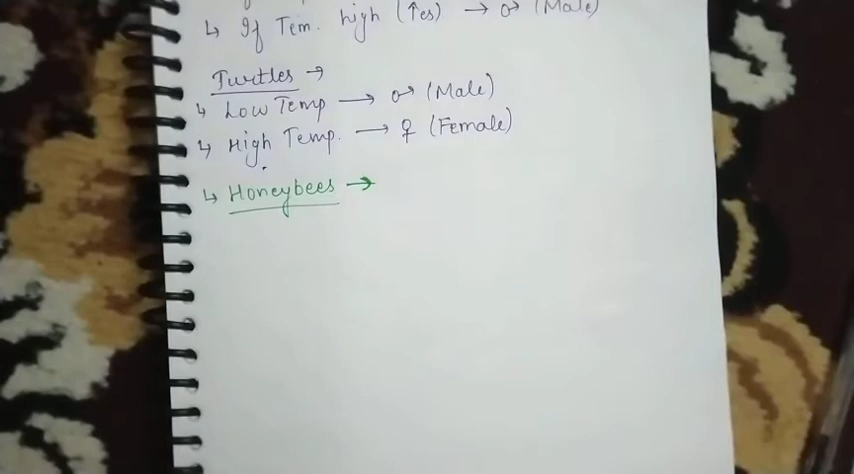 ↳ If Tem. high (↑es) → ♂ (Male)
Turtles →
↳ Low Temp → ♂ (Male)
↳ High Temp. → ♀ (Female)
↳ Honeybees →